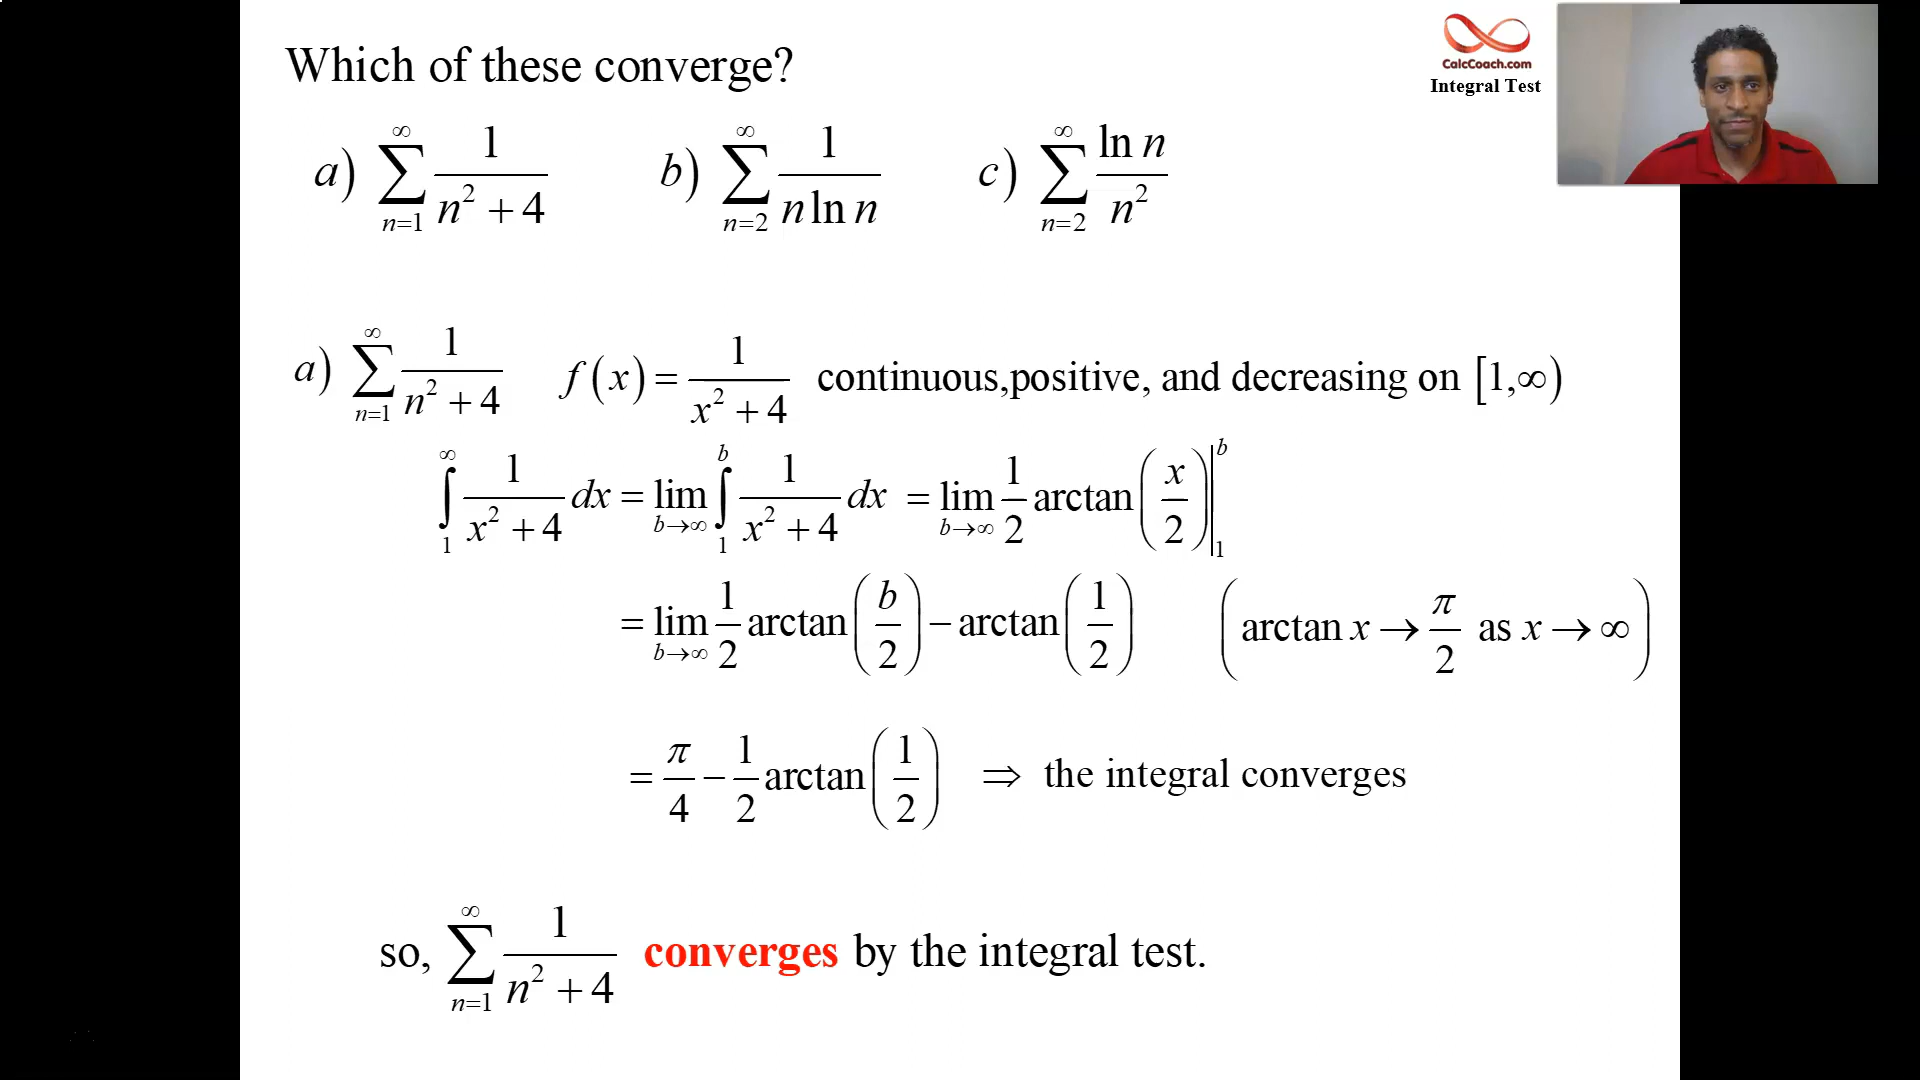 Which of these converge?
CalcCoach.com
Integral Test
a) ∑_{n=1}^{∞} 1/(n² + 4)    b) ∑_{n=2}^{∞} 1/(n ln n)    c) ∑_{n=2}^{∞} ln n / n²
a) ∑_{n=1}^{∞} 1/(n² + 4)    f(x) = 1/(x² + 4) continuous,positive, and decreasing on [1,∞)
∫_{1}^{∞} 1/(x² + 4) dx = lim_{b→∞} ∫_{1}^{b} 1/(x² + 4) dx = lim_{b→∞} 1/2 arctan(x/2)|_{1}^{b}
= lim_{b→∞} 1/2 arctan(b/2) − arctan(1/2)    (arctan x → π/2 as x → ∞)
= π/4 − 1/2 arctan(1/2) ⇒ the integral converges
so, ∑_{n=1}^{∞} 1/(n² + 4) converges by the integral test.